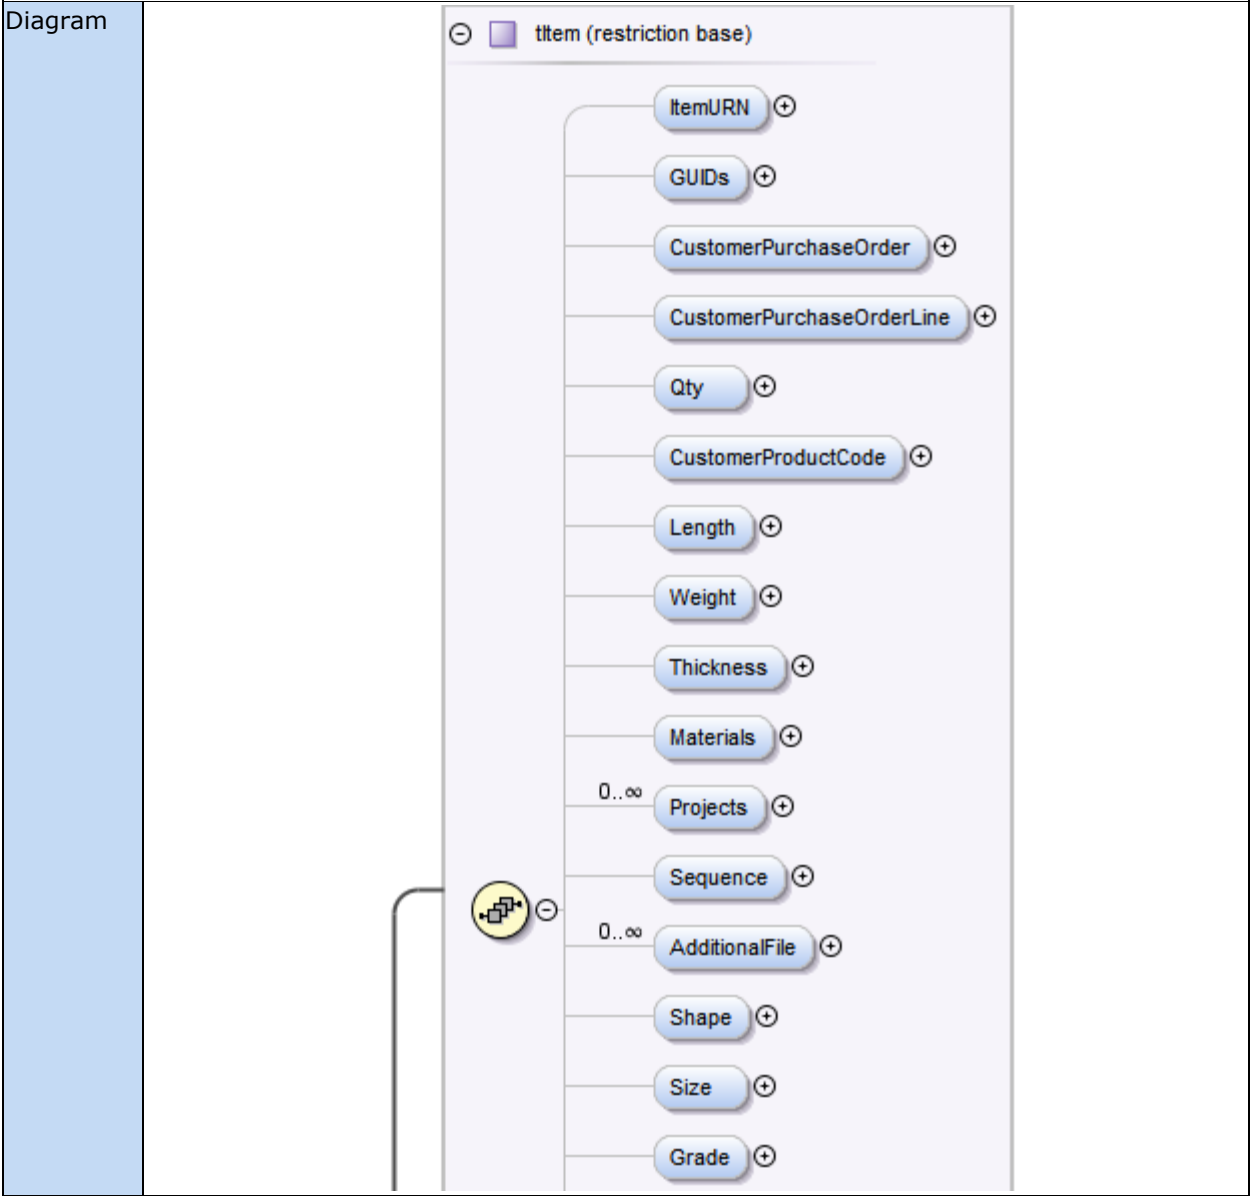 Diagram
tItem (restriction base)
ItemURN
GUIDs
CustomerPurchaseOrder
CustomerPurchaseOrderLine
Qty
CustomerProductCode
Length
Weight
Thickness
Materials
0..∞
Projects
Sequence
0..∞
AdditionalFile
Shape
Size
Grade